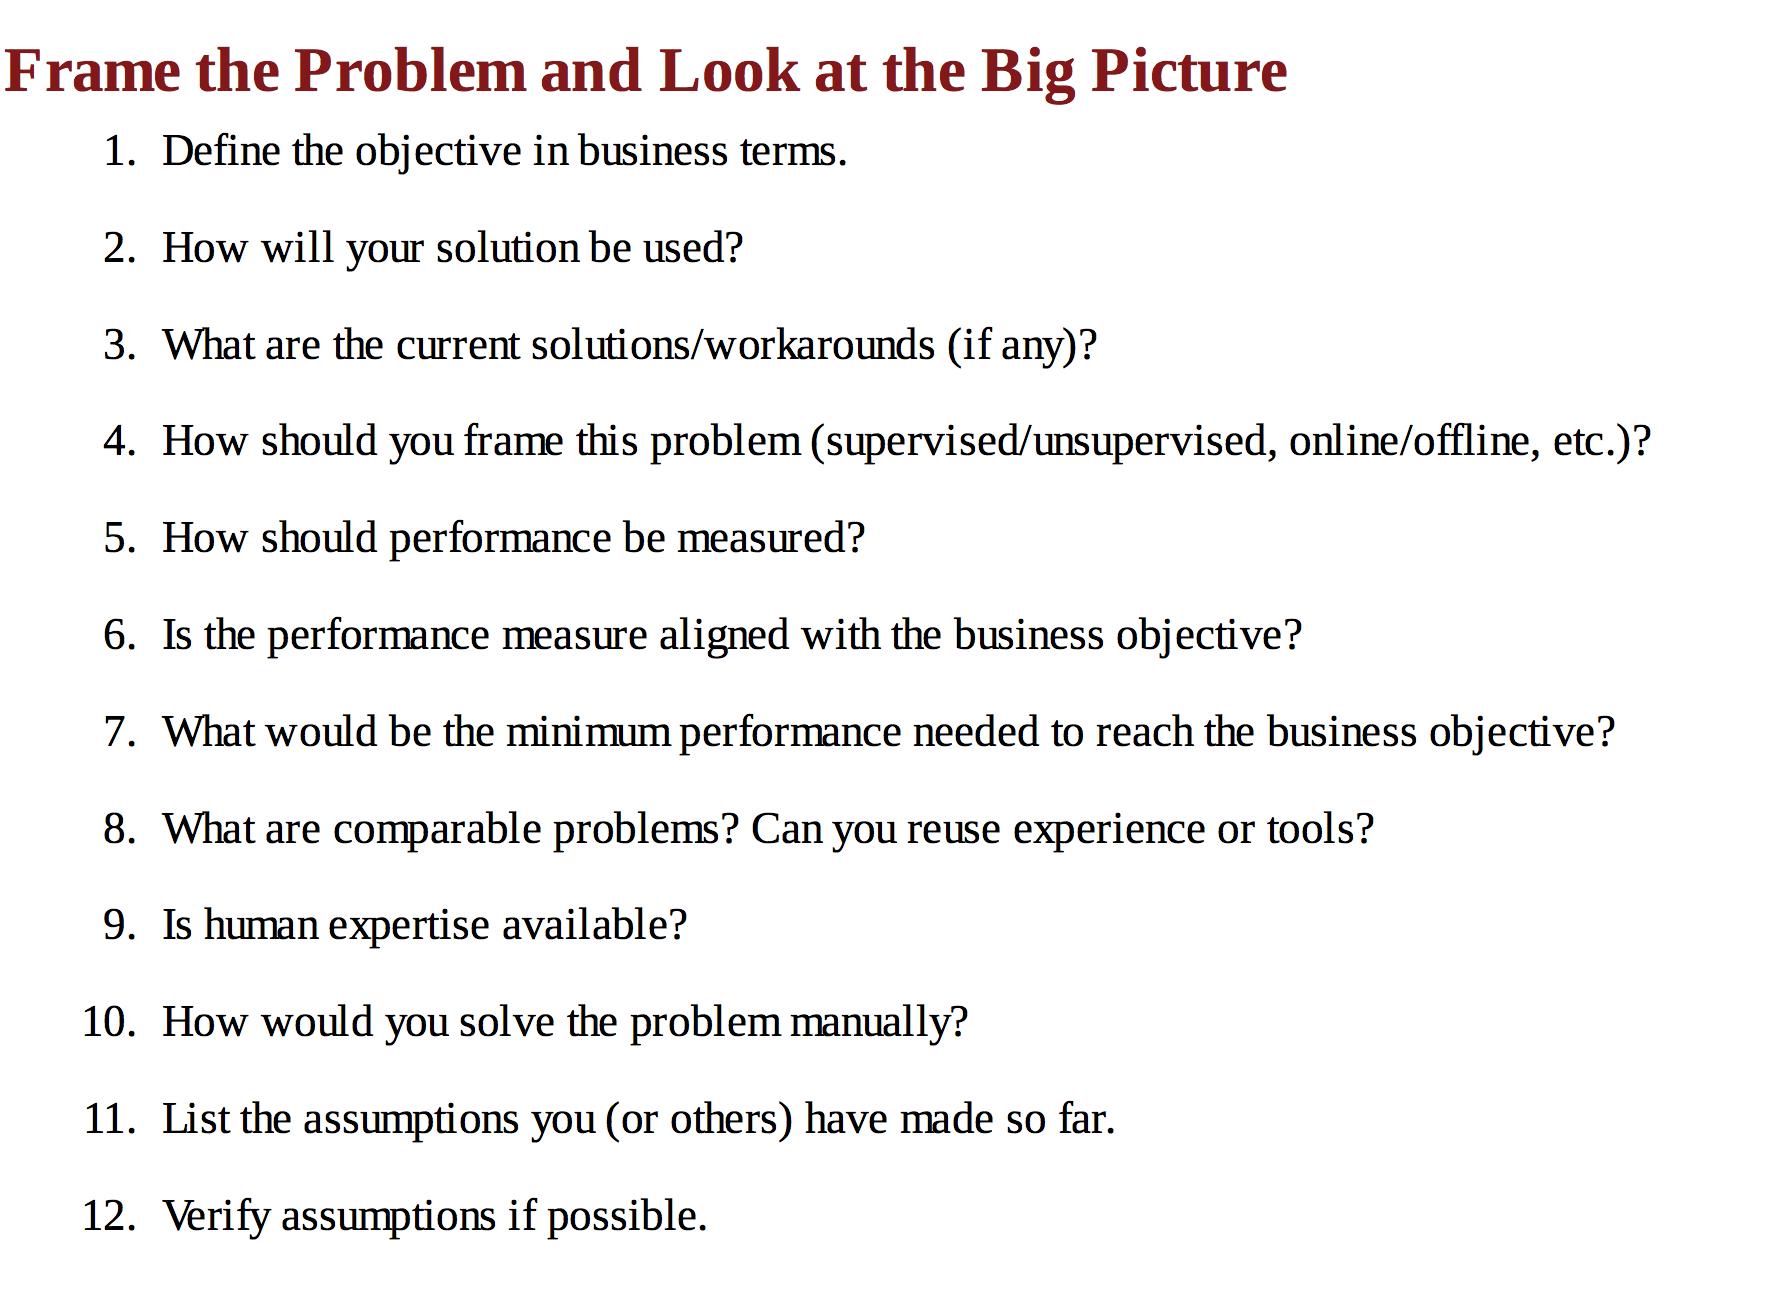 Frame the Problem and Look at the Big Picture
1. Define the objective in business terms.
2. How will your solution be used?
3. What are the current solutions/workarounds (if any)?
4. How should you frame this problem (supervised/unsupervised, online/offline, etc.)?
5. How should performance be measured?
6. Is the performance measure aligned with the business objective?
7. What would be the minimum performance needed to reach the business objective?
8. What are comparable problems? Can you reuse experience or tools?
9. Is human expertise available?
10. How would you solve the problem manually?
11. List the assumptions you (or others) have made so far.
12. Verify assumptions if possible.